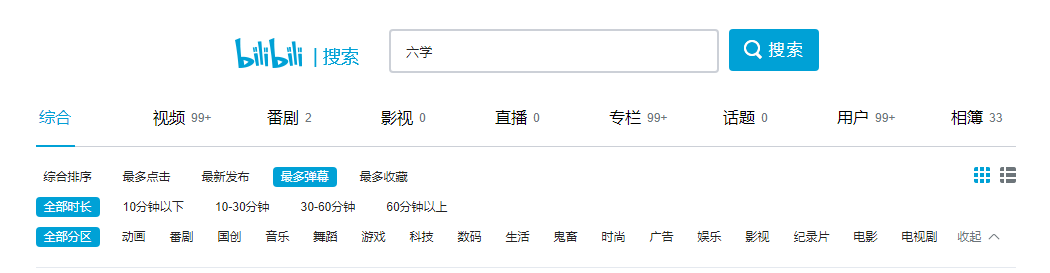 bilibili | 搜索 六学 搜索
综合 视频 99+ 番剧 2 影视 0 直播 0 专栏 99+ 话题 0 用户 99+ 相簿 33
综合排序 最多点击 最新发布 最多弹幕 最多收藏
全部时长 10分钟以下 10-30分钟 30-60分钟 60分钟以上
全部分区 动画 番剧 国创 音乐 舞蹈 游戏 科技 数码 生活 鬼畜 时尚 广告 娱乐 影视 纪录片 电影 电视剧 收起